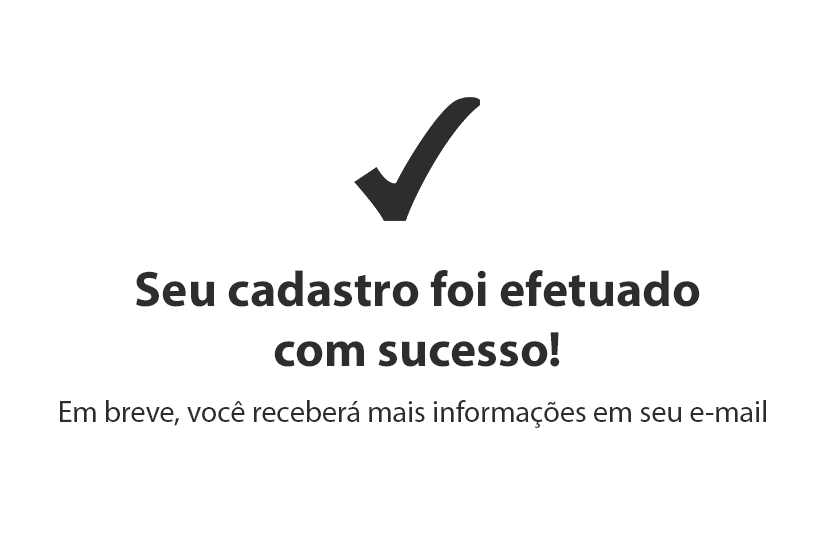 Seu cadastro foi efetuado
com sucesso!
Em breve, você receberá mais informações em seu e-mail